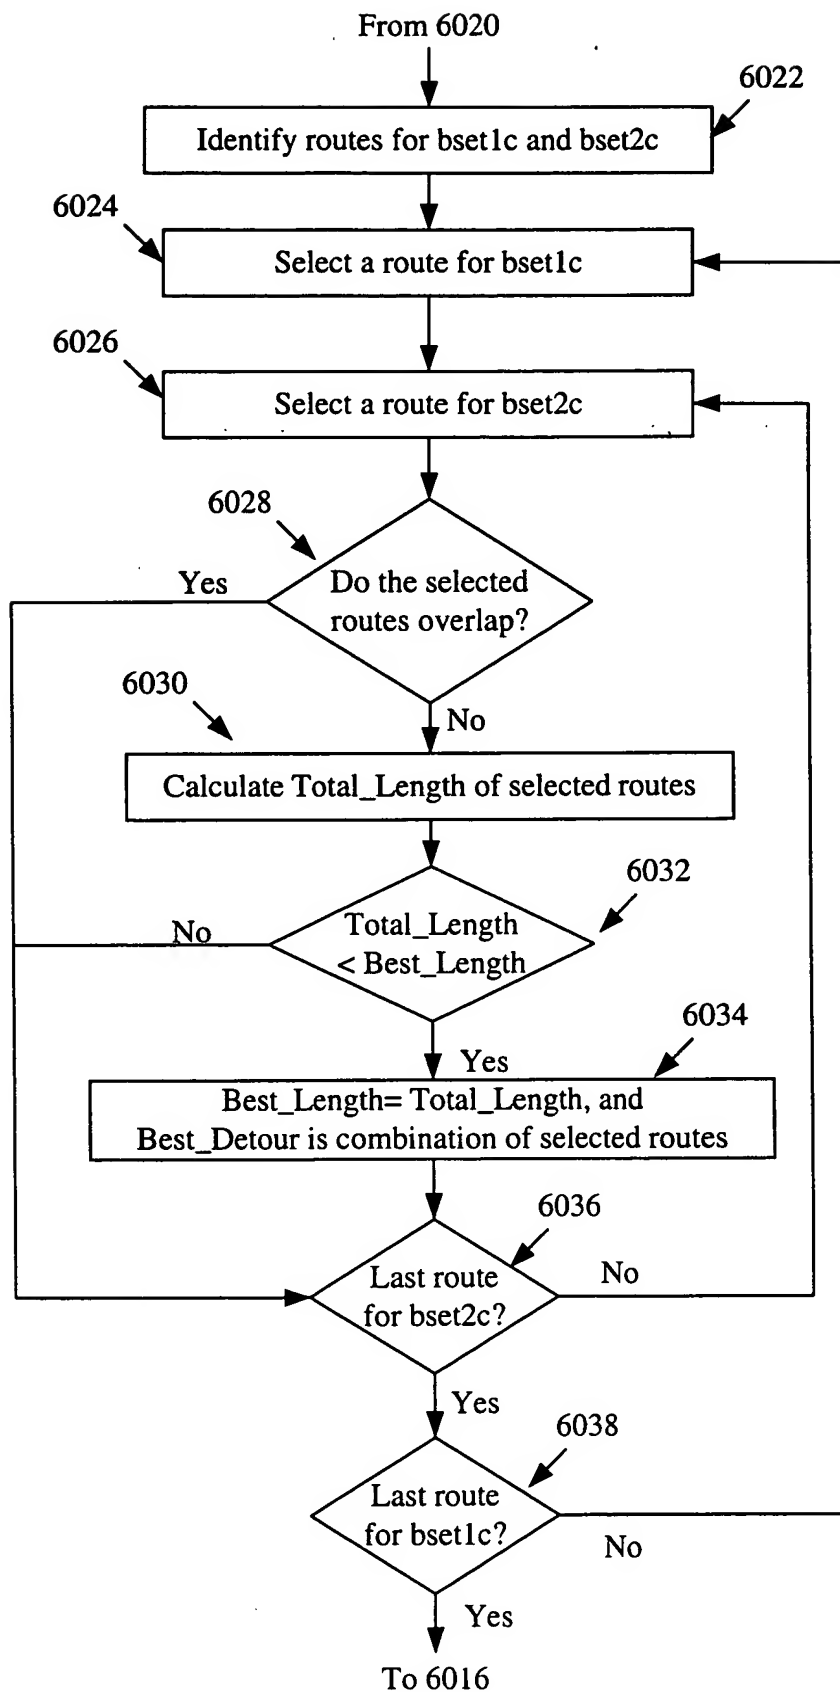 From 6020
6022
Identify routes for bset1c and bset2c
6024
Select a route for bset1c
6026
Select a route for bset2c
6028
Yes
Do the selected
routes overlap?
6030
No
Calculate Total_Length of selected routes
6032
No
Total_Length
< Best_Length
6034
Yes
Best_Length= Total_Length, and
Best_Detour is combination of selected routes
6036
Last route
for bset2c?
No
Yes
6038
Last route
for bset1c?
No
Yes
To 6016